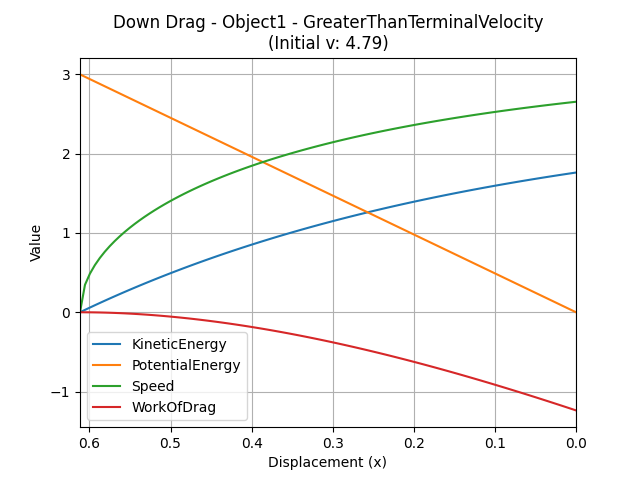 Down Drag - Object1 - GreaterThanTerminalVelocity
(Initial v: 4.79)
Value
3
2
1
0
−1
KineticEnergy
PotentialEnergy
Speed
WorkOfDrag
0.6 0.5 0.4 0.3 0.2 0.1 0.0
Displacement (x)